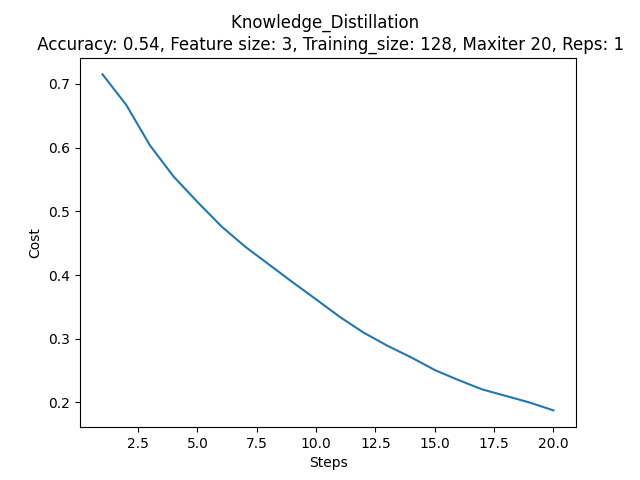 Knowledge_Distillation
Accuracy: 0.54, Feature size: 3, Training_size: 128, Maxiter 20, Reps: 1
0.7
0.6
0.5
0.4
0.3
0.2
Cost
2.5 5.0 7.5 10.0 12.5 15.0 17.5 20.0
Steps